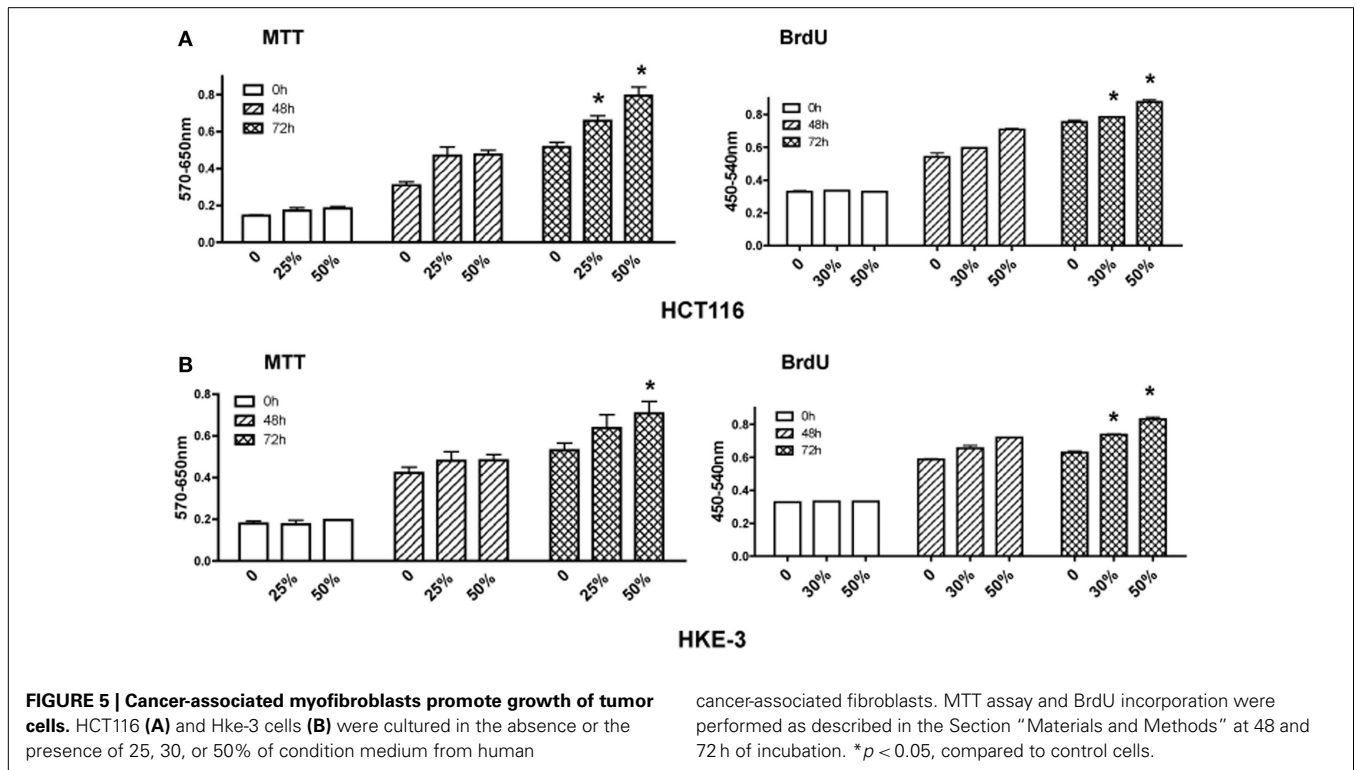 A
MTT
570-650nm
0.8
0.6
0.4
0.2
0.0
0h
48h
72h
*
*
0
25%
50%
0
25%
50%
0
25%
50%
BrdU
450-540nm
0.8
0.6
0.4
0.2
0.0
0h
48h
72h
*
*
0
30%
50%
0
30%
50%
0
30%
50%
HCT116
B
MTT
570-650nm
0.8
0.6
0.4
0.2
0.0
0h
48h
72h
*
0
25%
50%
0
25%
50%
0
25%
50%
BrdU
450-540nm
0.8
0.6
0.4
0.2
0.0
0h
48h
72h
*
*
0
30%
50%
0
30%
50%
0
30%
50%
HKE-3
FIGURE 5 | Cancer-associated myofibroblasts promote growth of tumor
cells. HCT116 (A) and Hke-3 cells (B) were cultured in the absence or the
presence of 25, 30, or 50% of condition medium from human
cancer-associated fibroblasts. MTT assay and BrdU incorporation were
performed as described in the Section "Materials and Methods" at 48 and
72 h of incubation. *p < 0.05, compared to control cells.